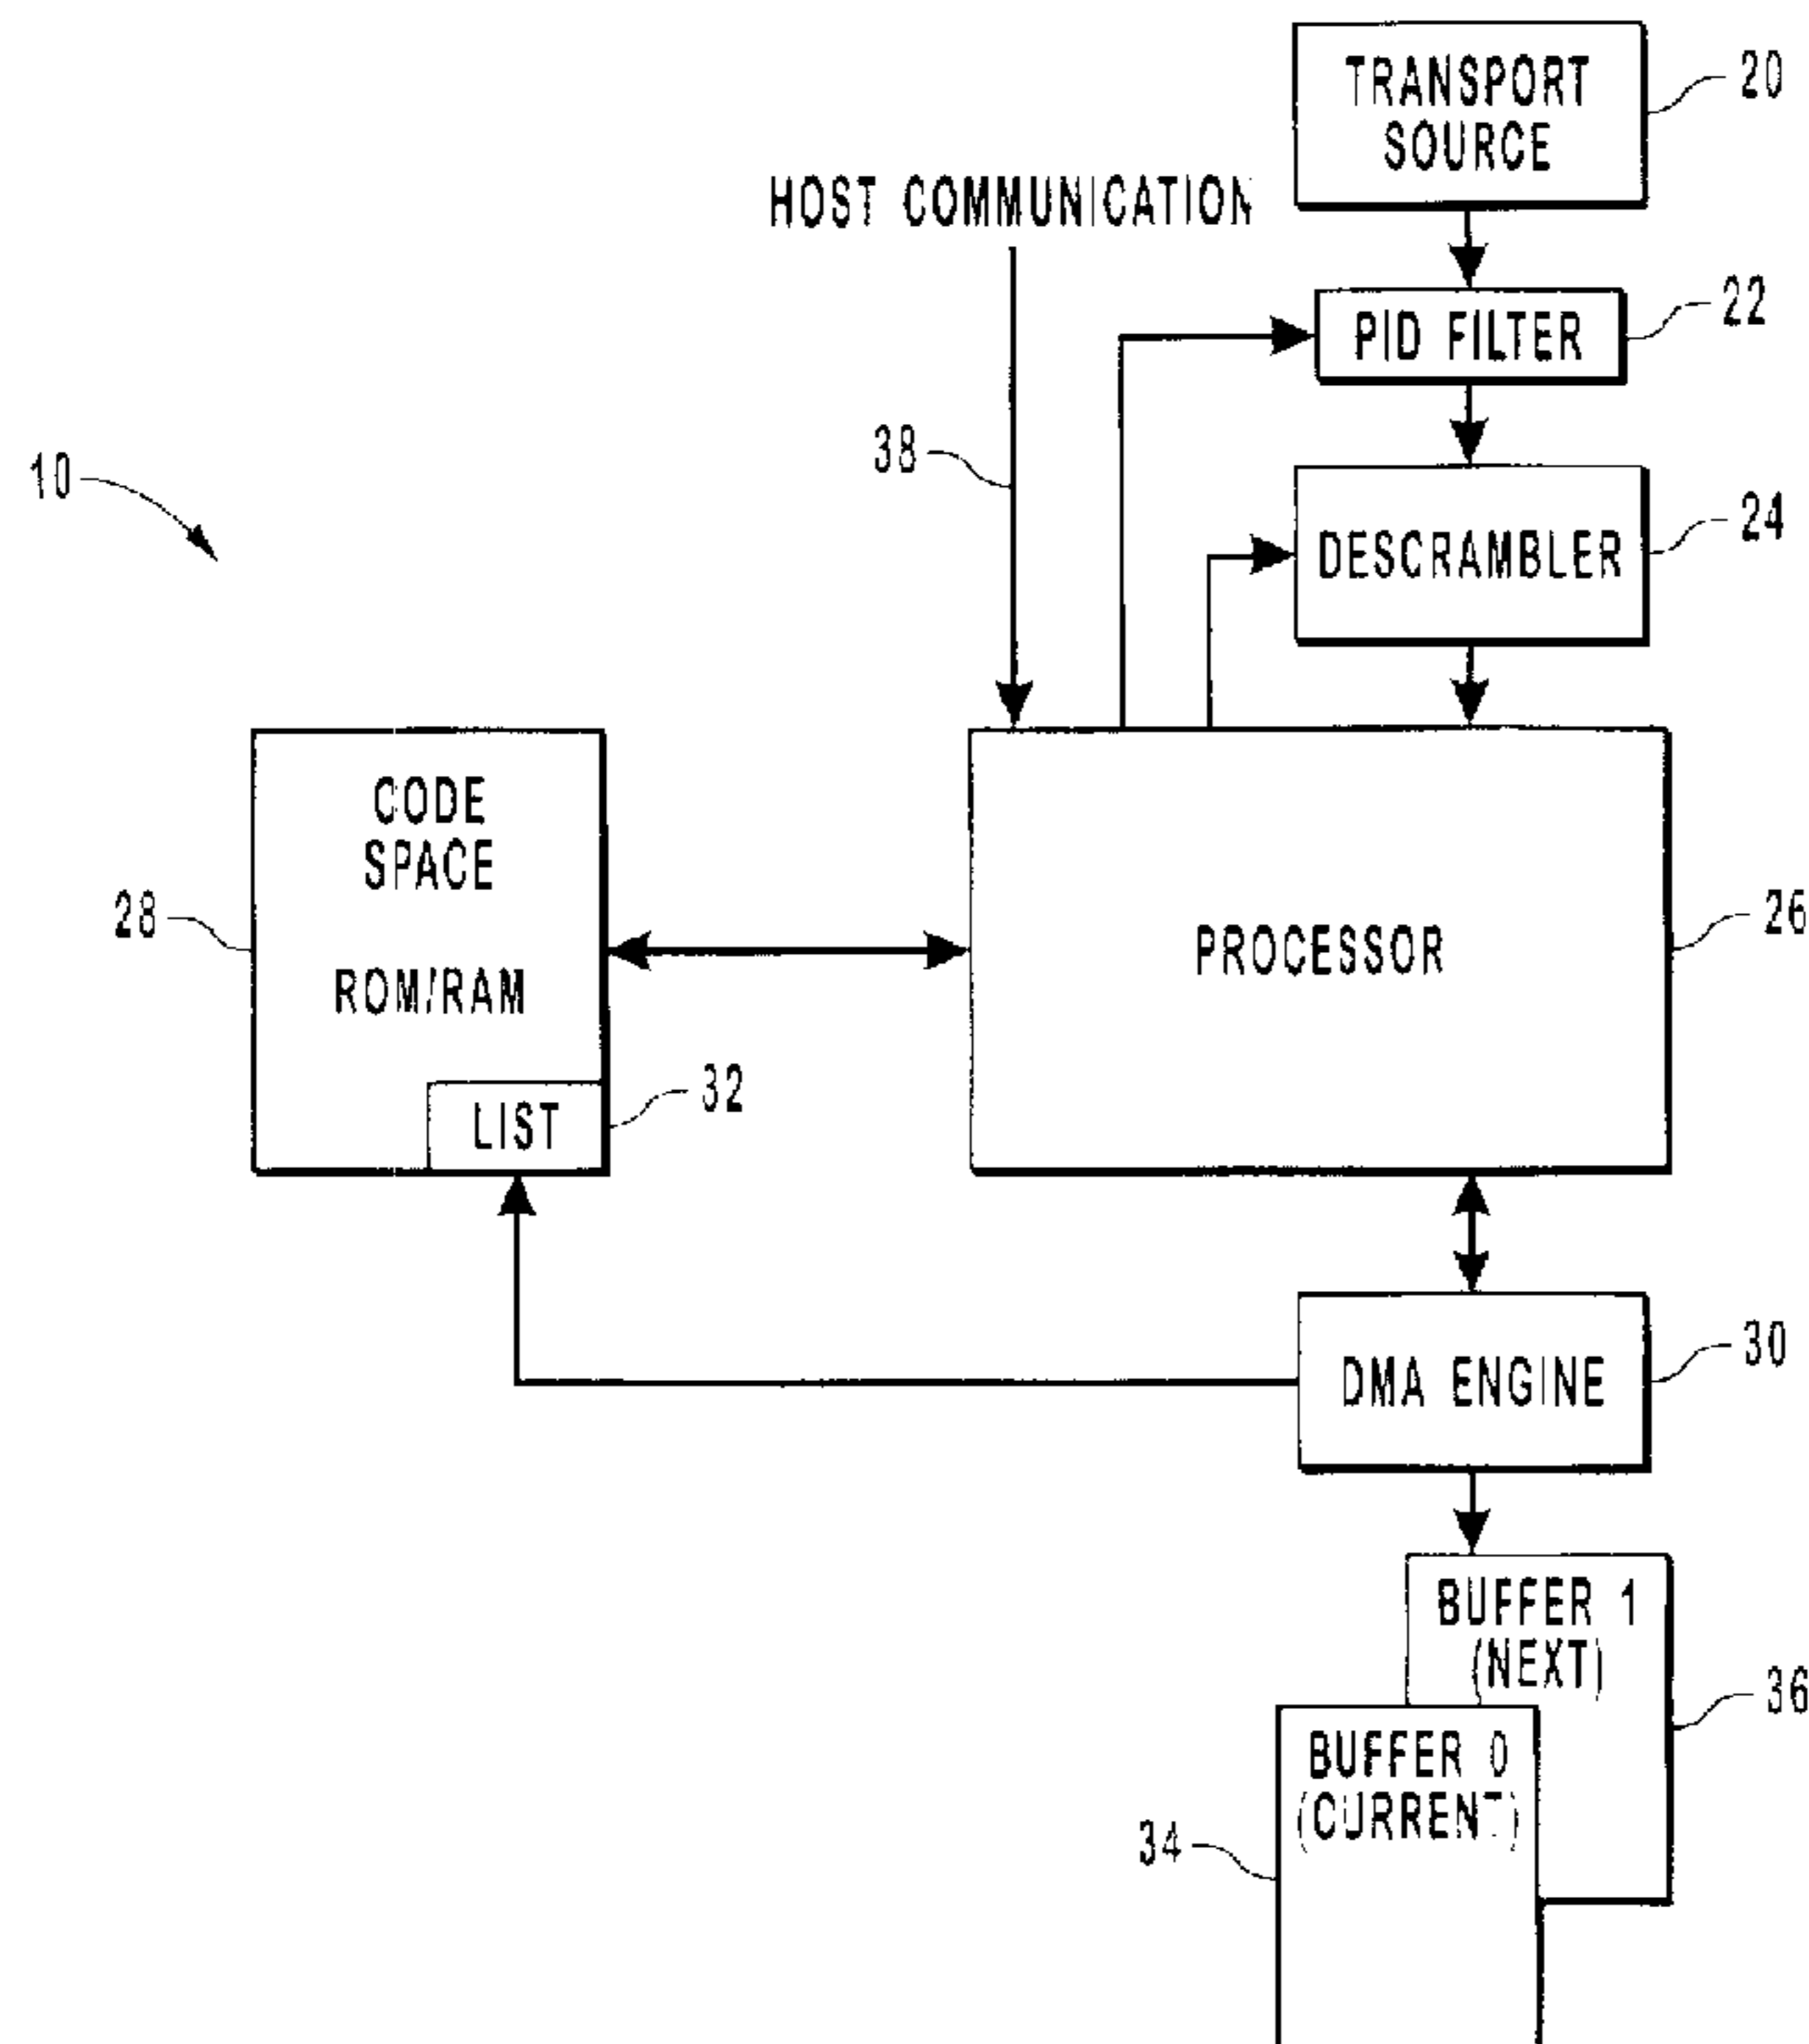 TRANSPORT
SOURCE
20
HOST COMMUNICATION
PID FILTER
22
38
10
DESCRAMBLER
24
CODE
SPACE
ROM/RAM
28
PROCESSOR
26
LIST
32
DMA ENGINE
30
BUFFER 1
(NEXT)
36
BUFFER 0
(CURRENT)
34